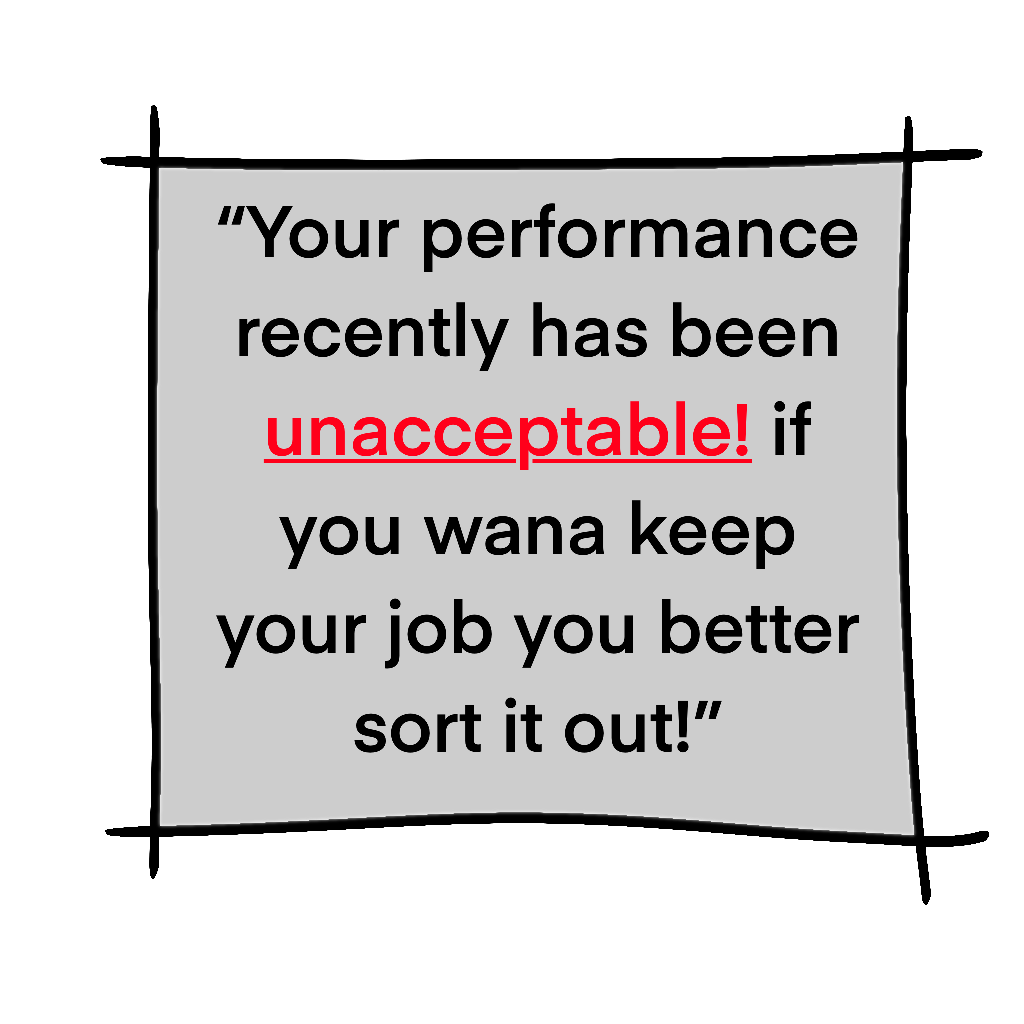 “Your performance
recently has been
unacceptable! if
you wana keep
your job you better
sort it out!”